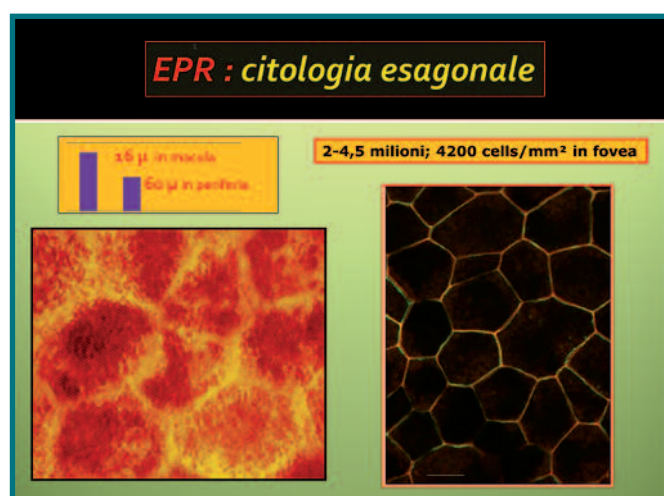 EPR : citologia esagonale
16 µ in macula
60 µ in periferia
2-4,5 milioni; 4200 cells/mm² in fovea